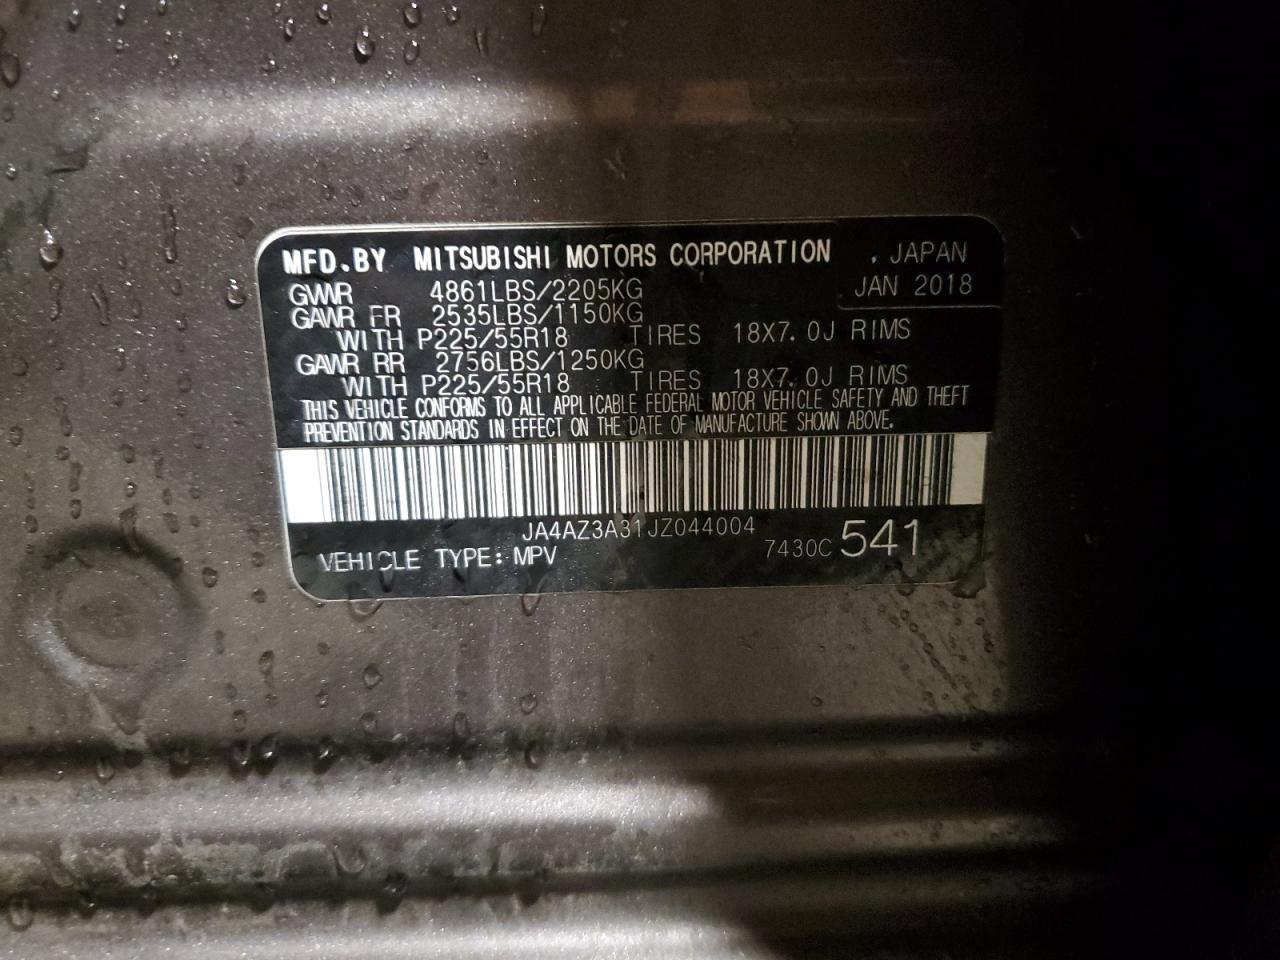 MFD.BY MITSUBISHI MOTORS CORPORATION . JAPAN
GVWR 4861LBS/2205KG JAN 2018
GAWR FR 2535LBS/1150KG
WITH P225/55R18 TIRES 18X7.0J RIMS
GAWR RR 2756LBS/1250KG
WITH P225/55R18 TIRES 18X7.0J RIMS
THIS VEHICLE CONFORMS TO ALL APPLICABLE FEDERAL MOTOR VEHICLE SAFETY AND THEFT
PREVENTION STANDARDS IN EFFECT ON THE DATE OF MANUFACTURE SHOWN ABOVE.
JA4AZ3A31JZ044004
VEHICLE TYPE: MPV 7430C 541